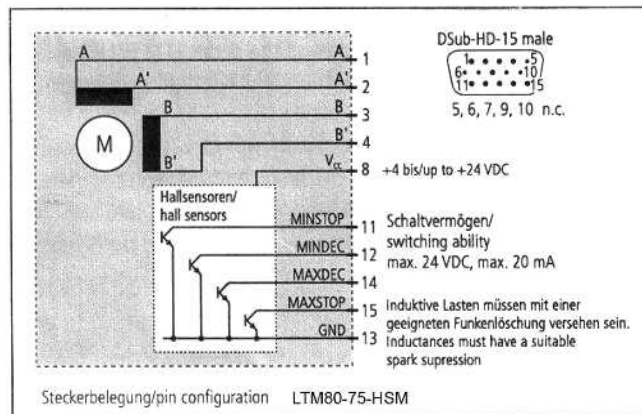 A A 1
A' A' 2
B 3
B' 4
M
B'
Vcc 8 +4 bis/up to +24 VDC
DSub-HD-15 male
1 5
6 10
11 15
5, 6, 7, 9, 10 n.c.
Hallsensoren/
hall sensors
MINSTOP 11
MINDEC 12
MAXDEC 14
MAXSTOP 15
GND 13
Schaltvermögen/
switching ability
max. 24 VDC, max. 20 mA
Induktive Lasten müssen mit einer
geeigneten Funkenlöschung versehen sein.
Inductances must have a suitable
spark supression
Steckerbelegung/pin configuration LTM80-75-HSM